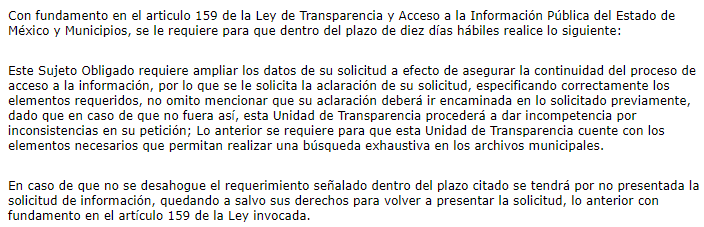 Con fundamento en el articulo 159 de la Ley de Transparencia y Acceso a la Información Pública del Estado de
México y Municipios, se le requiere para que dentro del plazo de diez días hábiles realice lo siguiente:
Este Sujeto Obligado requiere ampliar los datos de su solicitud a efecto de asegurar la continuidad del proceso de
acceso a la información, por lo que se le solicita la aclaración de su solicitud, especificando correctamente los
elementos requeridos, no omito mencionar que su aclaración deberá ir encaminada en lo solicitado previamente,
dado que en caso de que no fuera así, esta Unidad de Transparencia procederá a dar incompetencia por
inconsistencias en su petición; Lo anterior se requiere para que esta Unidad de Transparencia cuente con los
elementos necesarios que permitan realizar una búsqueda exhaustiva en los archivos municipales.
En caso de que no se desahogue el requerimiento señalado dentro del plazo citado se tendrá por no presentada la
solicitud de información, quedando a salvo sus derechos para volver a presentar la solicitud, lo anterior con
fundamento en el artículo 159 de la Ley invocada.